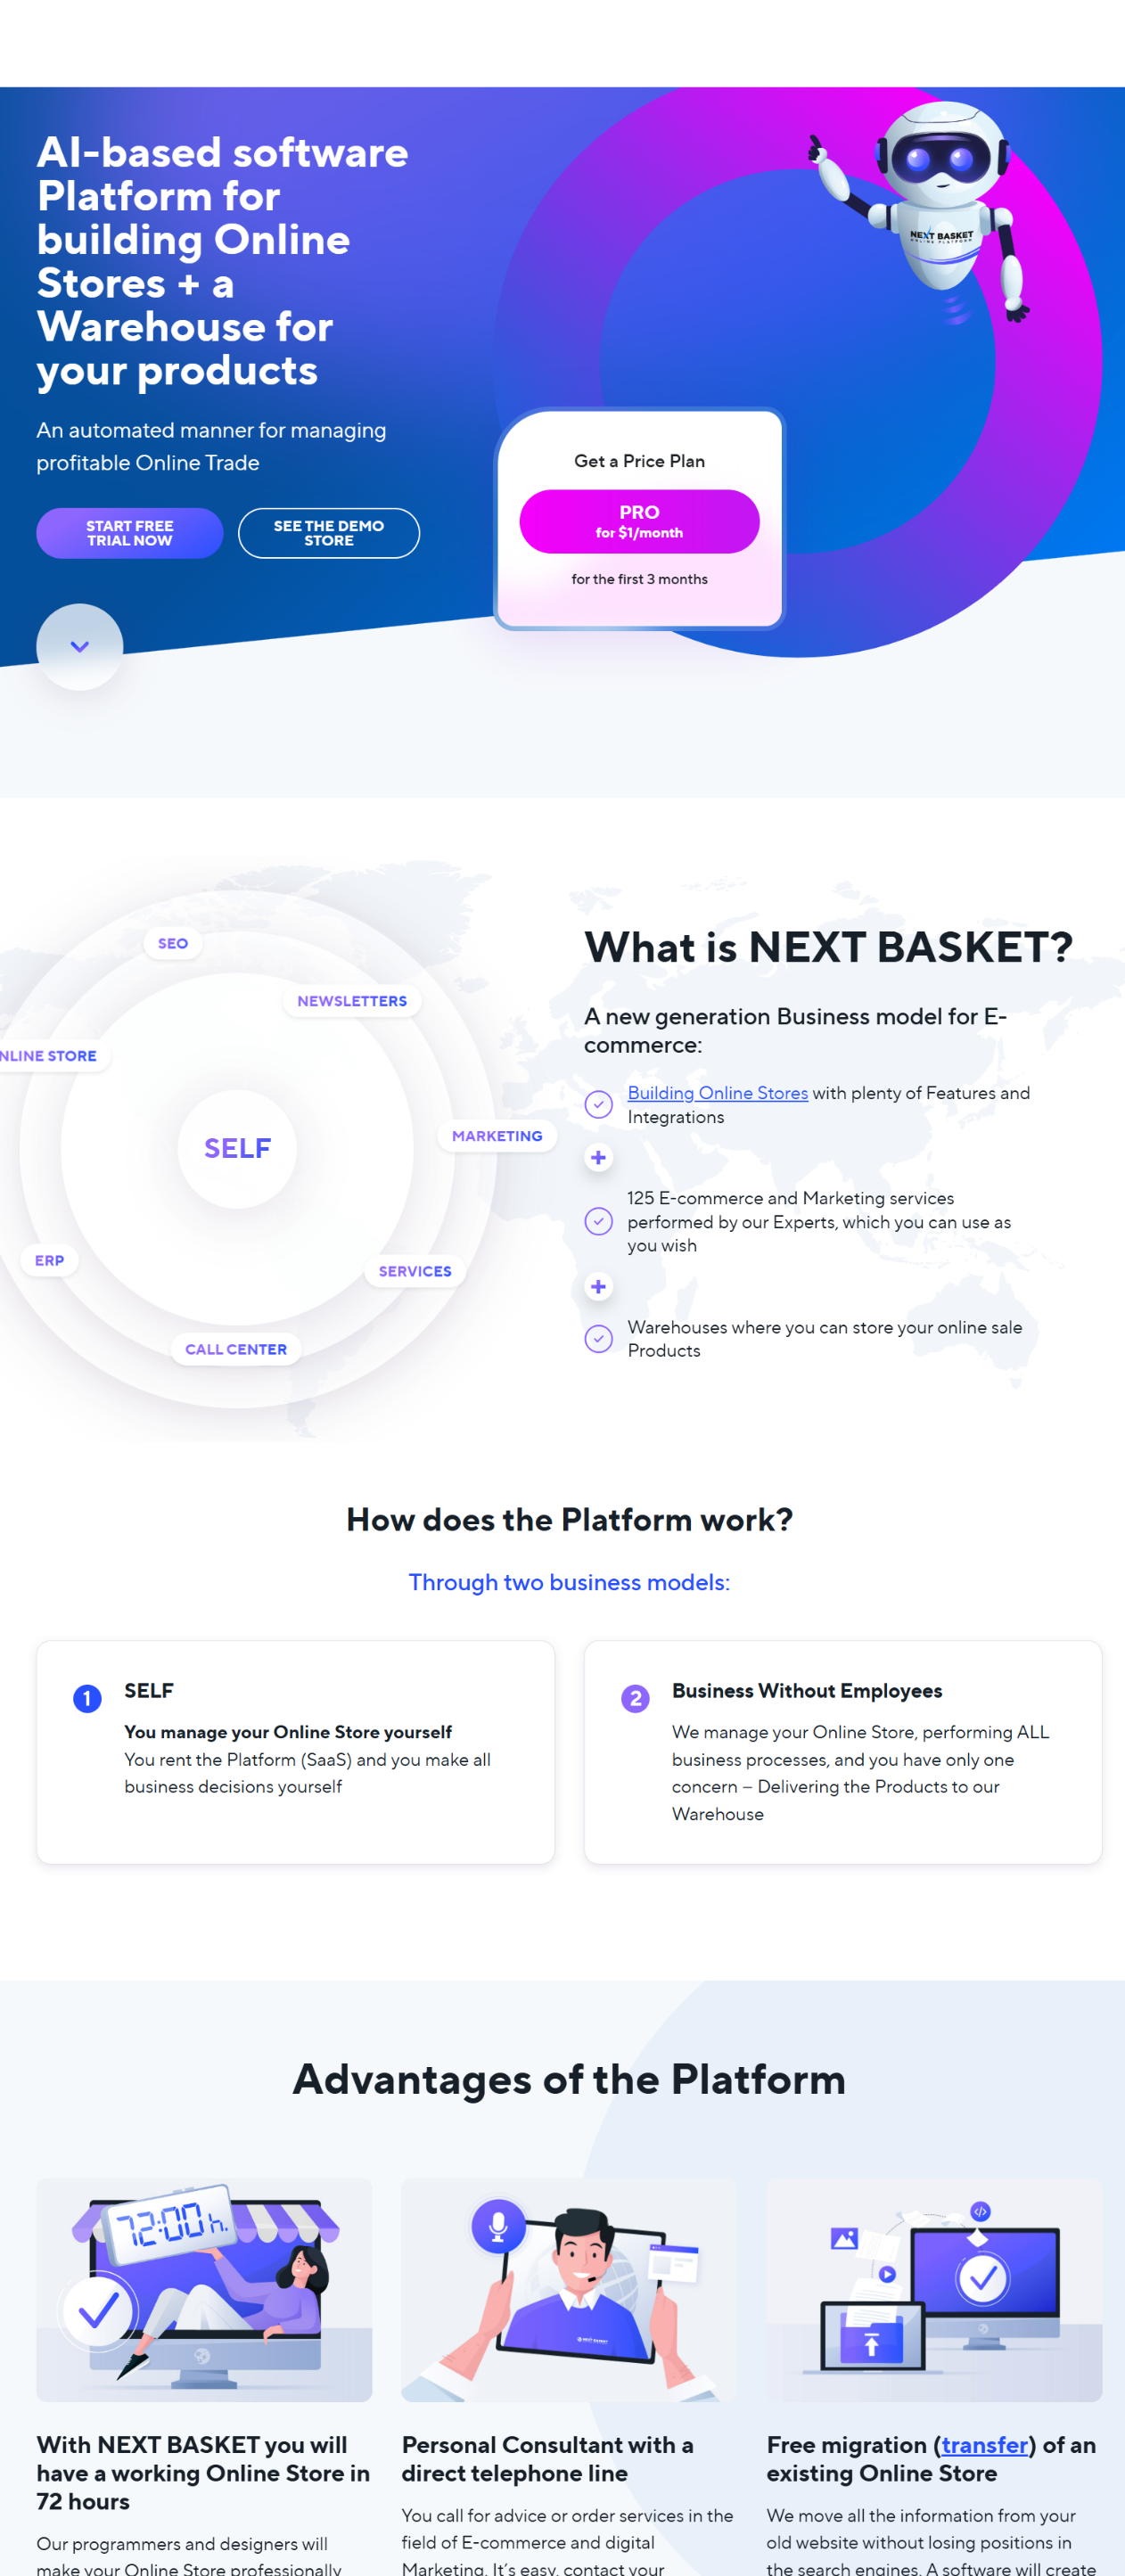 AI-based software
Platform for
building Online
Stores + a
Warehouse for
your products
An automated manner for managing
profitable Online Trade
START FREE
TRIAL NOW
SEE THE DEMO
STORE
NEXT BASKET
ONLINE PLATFORM
Get a Price Plan
PRO
for $1/month
for the first 3 months
SEO
NEWSLETTERS
NLINE STORE
SELF
MARKETING
ERP
SERVICES
CALL CENTER
What is NEXT BASKET?
A new generation Business model for E-
commerce:
Building Online Stores with plenty of Features and
Integrations
125 E-commerce and Marketing services
performed by our Experts, which you can use as
you wish
Warehouses where you can store your online sale
Products
How does the Platform work?
Through two business models:
1
SELF
You manage your Online Store yourself
You rent the Platform (SaaS) and you make all
business decisions yourself
2
Business Without Employees
We manage your Online Store, performing ALL
business processes, and you have only one
concern – Delivering the Products to our
Warehouse
Advantages of the Platform
72:00 h.
NEXT BASKET
With NEXT BASKET you will
have a working Online Store in
72 hours
Our programmers and designers will
make your Online Store professionally
Personal Consultant with a
direct telephone line
You call for advice or order services in the
field of E-commerce and digital
Marketing. It's easy, contact your
Free migration (transfer) of an
existing Online Store
We move all the information from your
old website without losing positions in
the search engines. A software will create